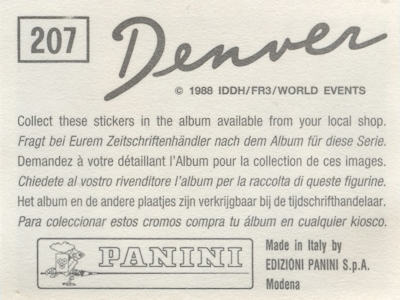 207
Denver
© 1988 IDDH/FR3/WORLD EVENTS
Collect these stickers in the album available from your local shop.
Fragt bei Eurem Zeitschriftenhändler nach dem Album für diese Serie.
Demandez à votre détaillant l'Album pour la collection de ces images.
Chiedete al vostro rivenditore l'album per la raccolta di queste figurine.
Het album en de andere plaatjes zijn verkrijgbaar bij de tijdschrifthandelaar.
Para coleccionar estos cromos compra tu álbum en cualquier kiosco.
PANINI
Made in Italy by
EDIZIONI PANINI S.p.A.
Modena